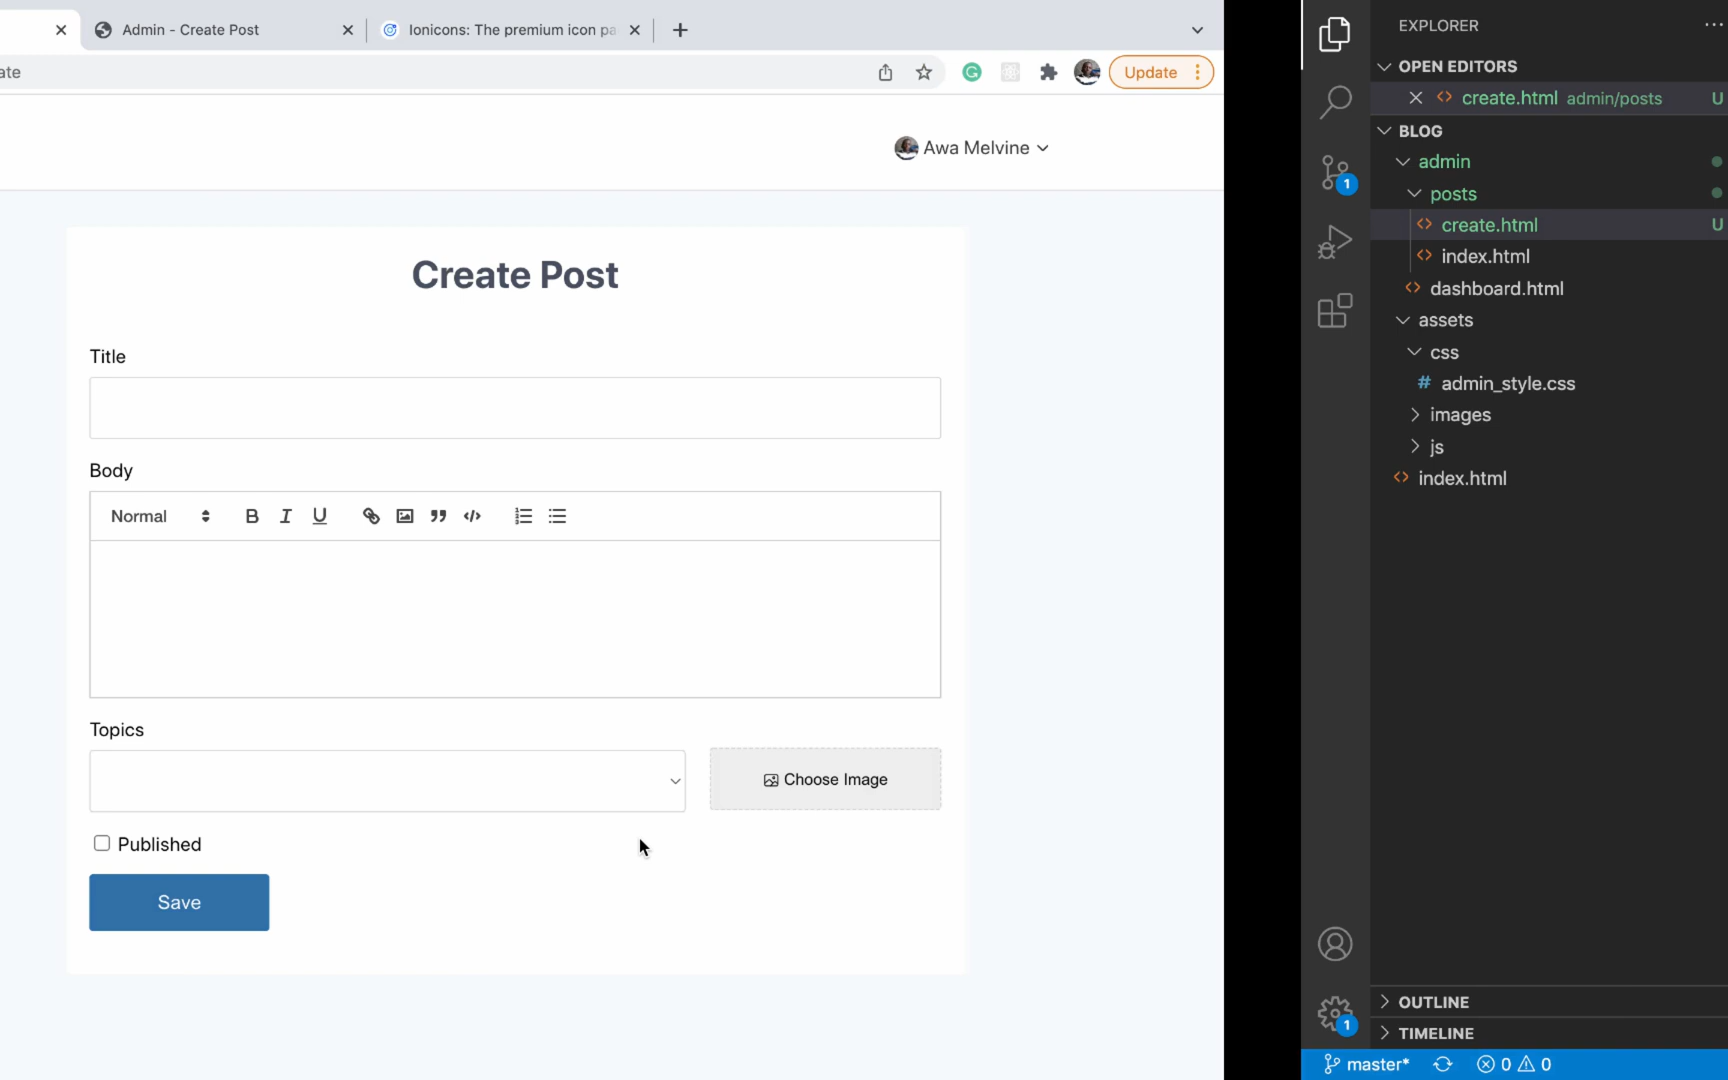 Admin - Create Post
Ionicons: The premium icon pa
ate
Update
Awa Melvine
Create Post
Title
Body
Normal
B I U
Topics
Choose Image
Published
Save
EXPLORER
OPEN EDITORS
create.html admin/posts U
BLOG
admin
posts
create.html U
index.html
dashboard.html
assets
css
# admin_style.css
images
js
index.html
1
1
OUTLINE
TIMELINE
master* 0 0